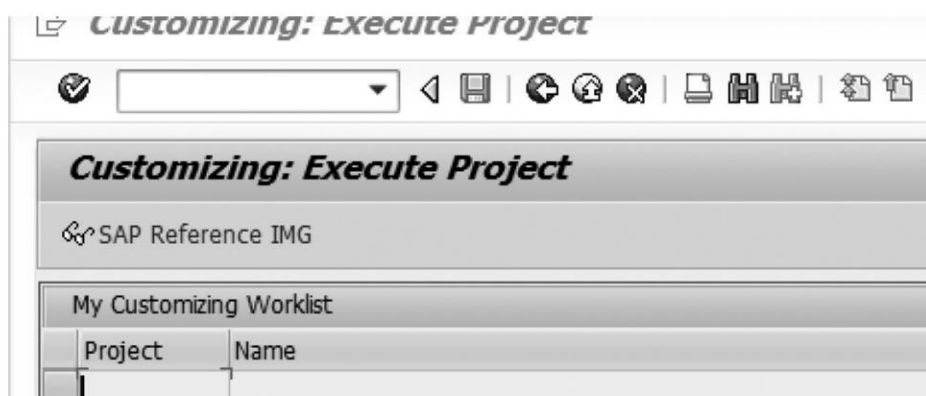 Customizing: Execute Project
Customizing: Execute Project
SAP Reference IMG
My Customizing Worklist
Project Name